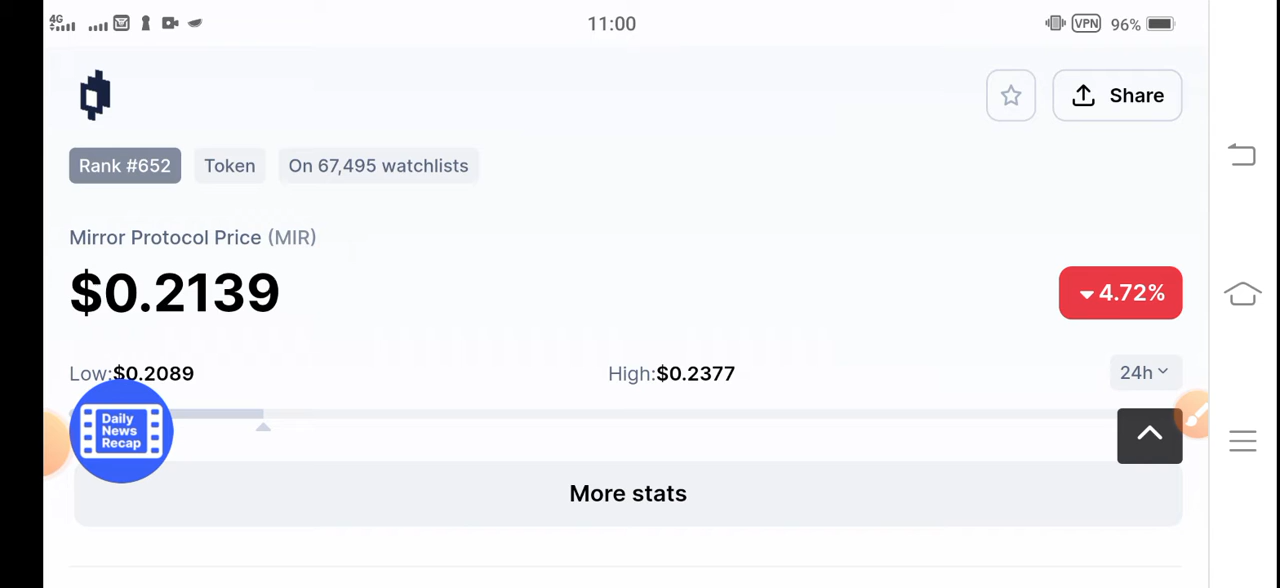 4G
11:00
VPN
96%
Share
Rank #652
Token
On 67,495 watchlists
Mirror Protocol Price (MIR)
$0.2139
4.72%
Low:$0.2089
High:$0.2377
24h
Daily
News
Recap
More stats